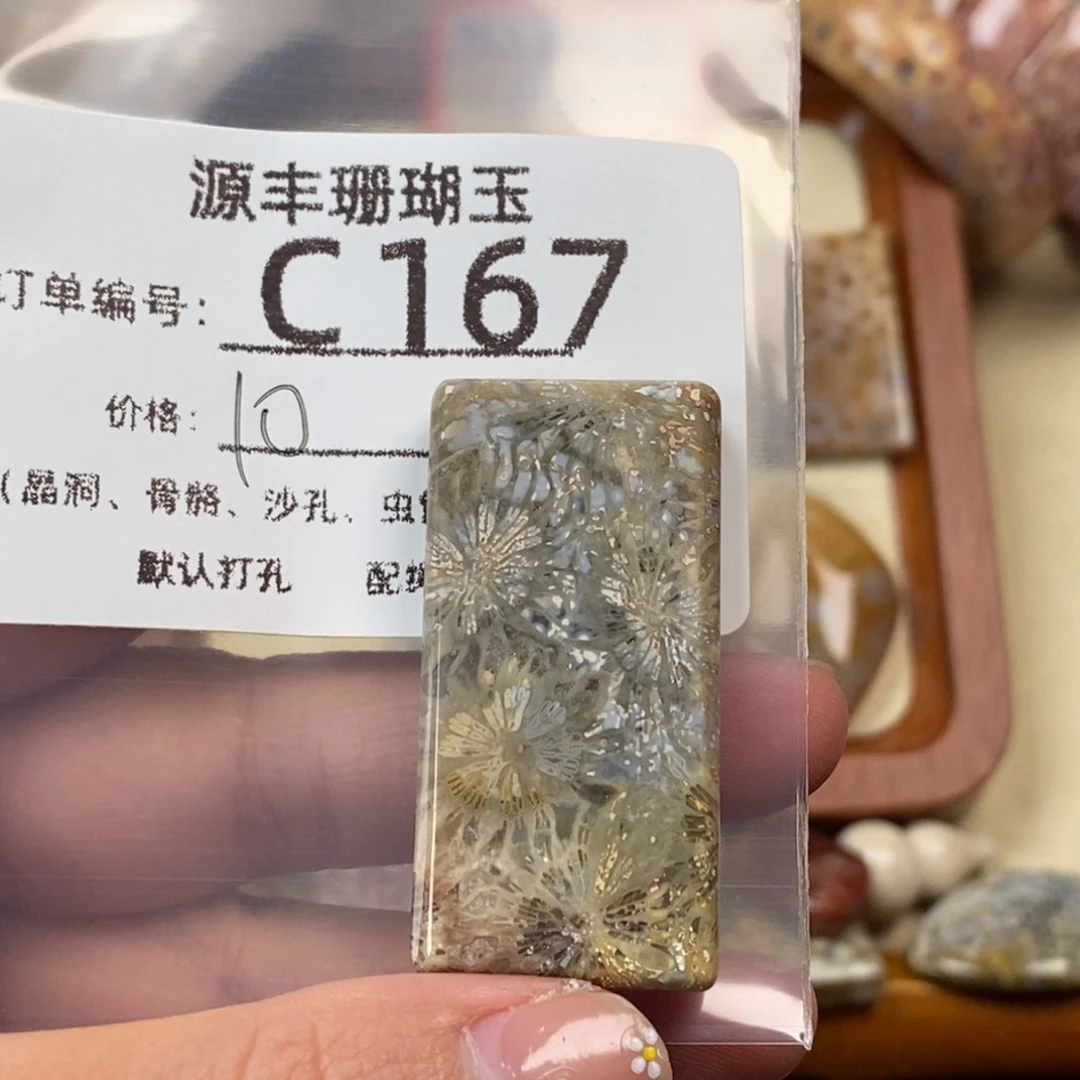 源丰珊瑚玉
订单编号: C 167
价格: 10
(晶洞、骨骼、沙孔、虫
默认打孔 配